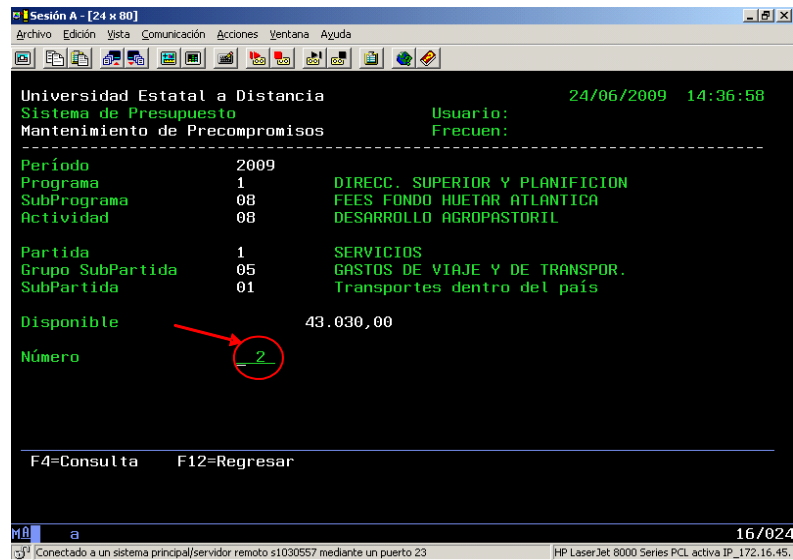 Sesión A - [24 x 80]
Archivo Edición Vista Comunicación Acciones Ventana Ayuda
Universidad Estatal a Distancia 24/06/2009 14:36:58
Sistema de Presupuesto Usuario:
Mantenimiento de Precompromisos Frecuen:
Período 2009
Programa 1 DIRECC. SUPERIOR Y PLANIFICION
SubPrograma 08 FEES FONDO HUETAR ATLANTICA
Actividad 08 DESARROLLO AGROPASTORIL
Partida 1 SERVICIOS
Grupo SubPartida 05 GASTOS DE VIAJE Y DE TRANSPOR.
SubPartida 01 Transportes dentro del país
Disponible 43.030,00
Número 2
F4=Consulta F12=Regresar
MA a 16/024
Conectado a un sistema principal/servidor remoto s1030557 mediante un puerto 23 HP LaserJet 8000 Series PCL activa IP_172.16.45.